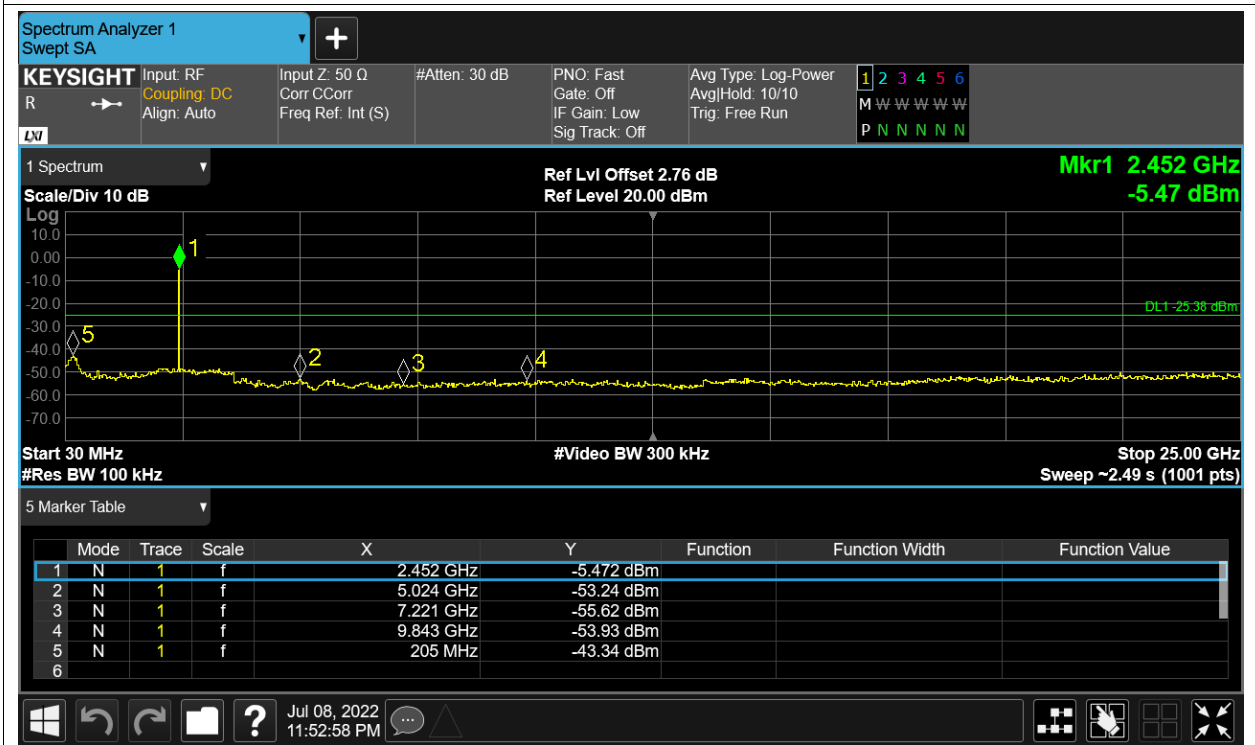 Spectrum Analyzer 1
Swept SA
KEYSIGHT
R
LXI
Input: RF
Coupling: DC
Align: Auto
Input Z: 50 Ω
Corr CCorr
Freq Ref: Int (S)
#Atten: 30 dB
PNO: Fast
Gate: Off
IF Gain: Low
Sig Track: Off
Avg Type: Log-Power
Avg|Hold: 10/10
Trig: Free Run
1 2 3 4 5 6
M W W W W W
P N N N N N
1 Spectrum
Scale/Div 10 dB
Ref Lvl Offset 2.76 dB
Ref Level 20.00 dBm
Mkr1 2.452 GHz
-5.47 dBm
Log
10.0
0.00
-10.0
-20.0
-30.0
-40.0
-50.0
-60.0
-70.0
1
DL1 -25.38 dBm
5
2
3
4
Start 30 MHz
#Video BW 300 kHz
Stop 25.00 GHz
#Res BW 100 kHz
Sweep ~2.49 s (1001 pts)
5 Marker Table
Mode Trace Scale X Y Function Function Width Function Value
1 N 1 f 2.452 GHz -5.472 dBm
2 N 1 f 5.024 GHz -53.24 dBm
3 N 1 f 7.221 GHz -55.62 dBm
4 N 1 f 9.843 GHz -53.93 dBm
5 N 1 f 205 MHz -43.34 dBm
6
?
Jul 08, 2022
11:52:58 PM